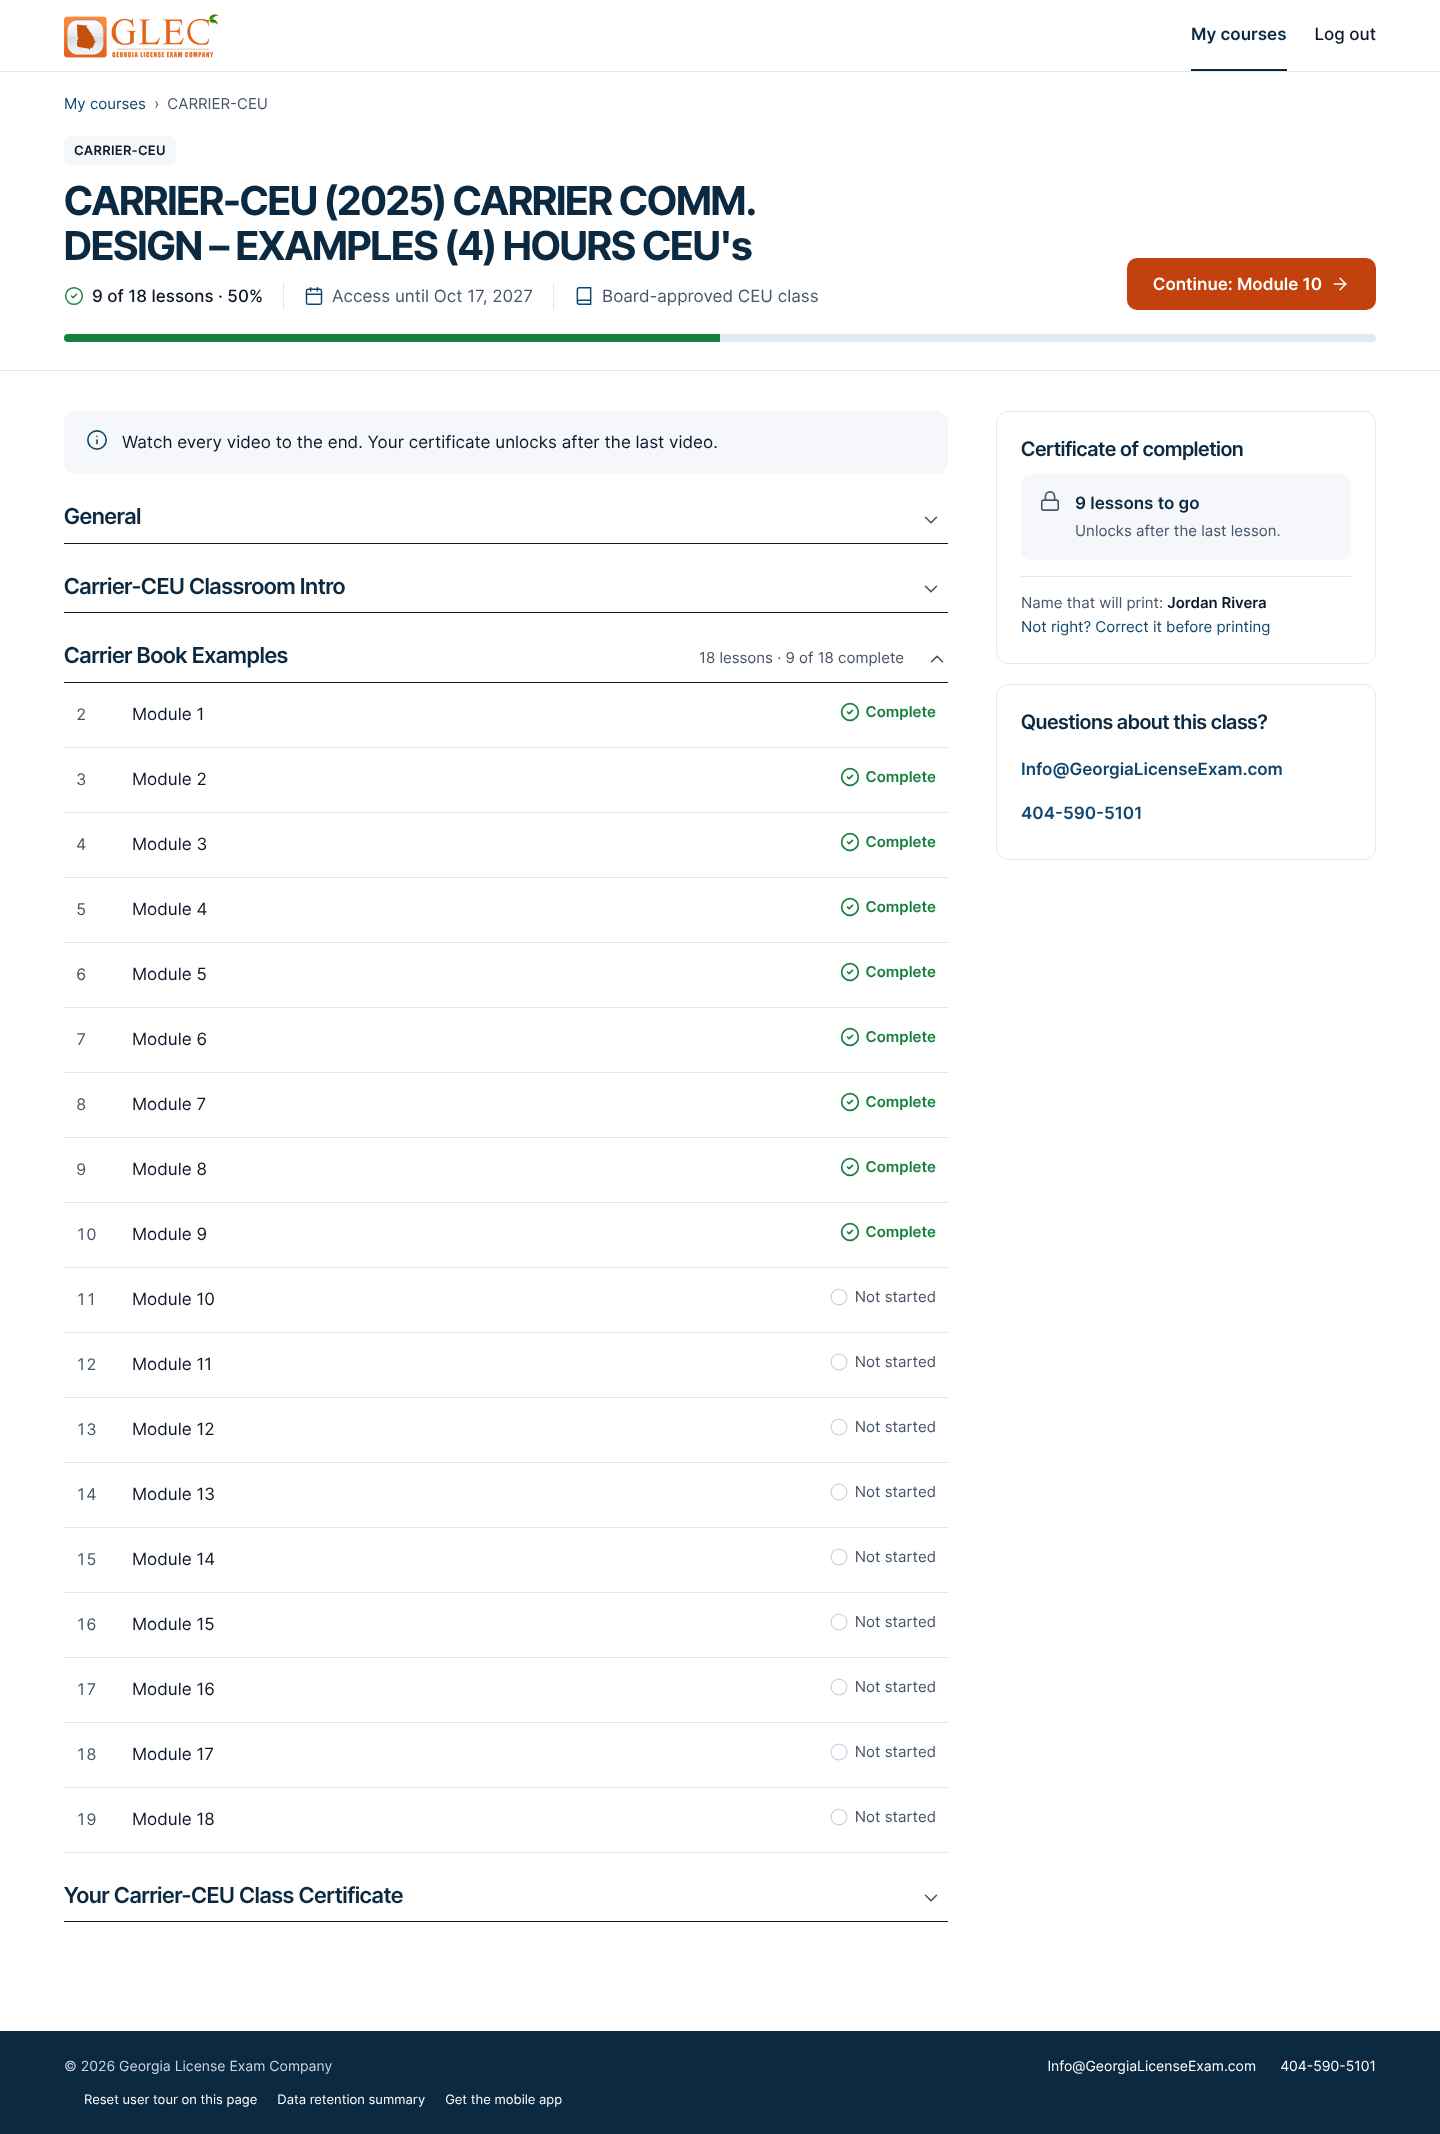 GLEC
GEORGIA LICENSE EXAM COMPANY
My courses
Log out
My courses › CARRIER-CEU
CARRIER-CEU
CARRIER-CEU (2025) CARRIER COMM.
DESIGN – EXAMPLES (4) HOURS CEU's
9 of 18 lessons · 50%
Access until Oct 17, 2027
Board-approved CEU class
Continue: Module 10
Watch every video to the end. Your certificate unlocks after the last video.
General
Carrier-CEU Classroom Intro
Carrier Book Examples
18 lessons · 9 of 18 complete
2 Module 1 Complete
3 Module 2 Complete
4 Module 3 Complete
5 Module 4 Complete
6 Module 5 Complete
7 Module 6 Complete
8 Module 7 Complete
9 Module 8 Complete
10 Module 9 Complete
11 Module 10 Not started
12 Module 11 Not started
13 Module 12 Not started
14 Module 13 Not started
15 Module 14 Not started
16 Module 15 Not started
17 Module 16 Not started
18 Module 17 Not started
19 Module 18 Not started
Your Carrier-CEU Class Certificate
Certificate of completion
9 lessons to go
Unlocks after the last lesson.
Name that will print: Jordan Rivera
Not right? Correct it before printing
Questions about this class?
Info@GeorgiaLicenseExam.com
404-590-5101
© 2026 Georgia License Exam Company
Info@GeorgiaLicenseExam.com
404-590-5101
Reset user tour on this page
Data retention summary
Get the mobile app